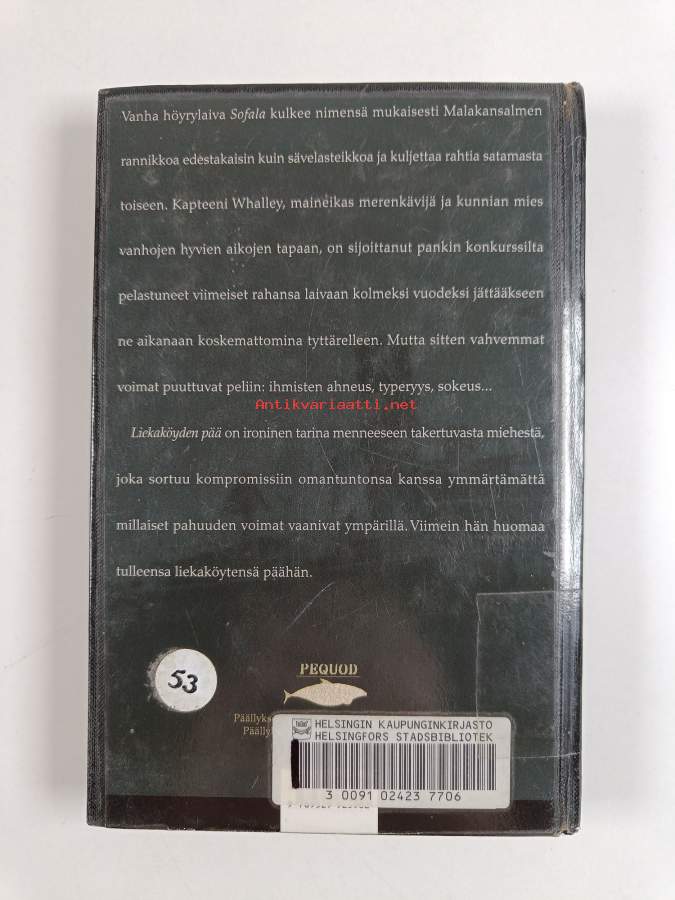 Vanha höyrylaiva Sofala kulkee nimensä mukaisesti Malakansalmen
rannikkoa edestakaisin kuin sävelasteikkoa ja kuljettaa rahtia satamasta
toiseen. Kapteeni Whalley, maineikas merenkävijä ja kunnian mies
vanhojen hyvien aikojen tapaan, on sijoittanut pankin konkurssilta
pelastuneet viimeiset rahansa laivaan kolmeksi vuodeksi jättääkseen
ne aikanaan koskemattomina tyttärelleen. Mutta sitten vahvemmat
voimat puuttuvat peliin: ihmisten ahneus, typeryys, sokeus...
Antikvariaatti.net
Liekaköyden pää on ironinen tarina menneeseen takertuvasta miehestä,
joka sortuu kompromissiin omantuntonsa kanssa ymmärtämättä
millaiset pahuuden voimat vaanivat ympärillä. Viimein hän huomaa
tulleensa liekaköytensä päähän.
PEQUOD
53
HELSINGIN KAUPUNGINKIRJASTO
HELSINGFORS STADSBIBLIOTEK
3 0091 02423 7706